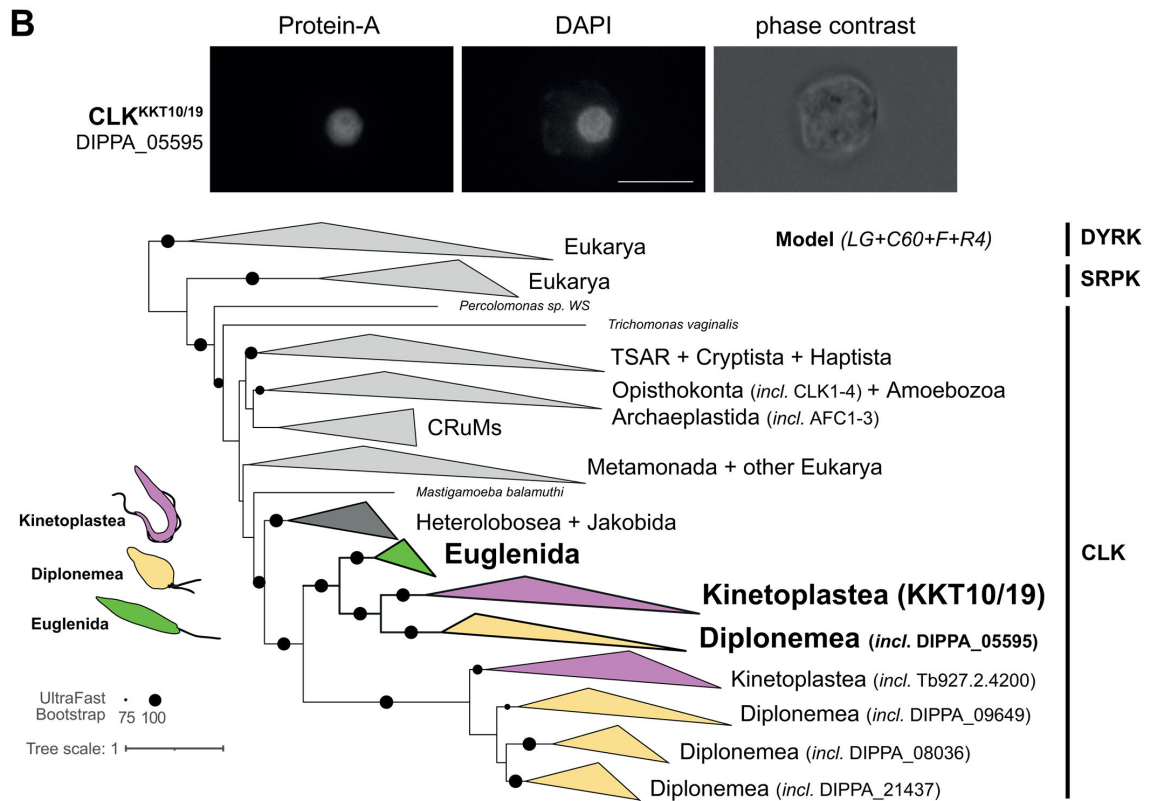 B
Protein-A
DAPI
phase contrast
CLKKKT10/19
DIPPA_05595
Model (LG+C60+F+R4)
DYRK
Eukarya
SRPK
Eukarya
Percolomonas sp. WS
Trichomonas vaginalis
TSAR + Cryptista + Haptista
Opisthokonta (incl. CLK1-4) + Amoebozoa
Archaeplastida (incl. AFC1-3)
CRuMs
Metamonada + other Eukarya
Mastigamoeba balamuthi
Heterolobosea + Jakobida
Euglenida
CLK
Kinetoplastea (KKT10/19)
Diplonemea (incl. DIPPA_05595)
Kinetoplastea (incl. Tb927.2.4200)
Diplonemea (incl. DIPPA_09649)
Diplonemea (incl. DIPPA_08036)
Diplonemea (incl. DIPPA_21437)
Kinetoplastea
Diplonemea
Euglenida
UltraFast
Bootstrap 75 100
Tree scale: 1